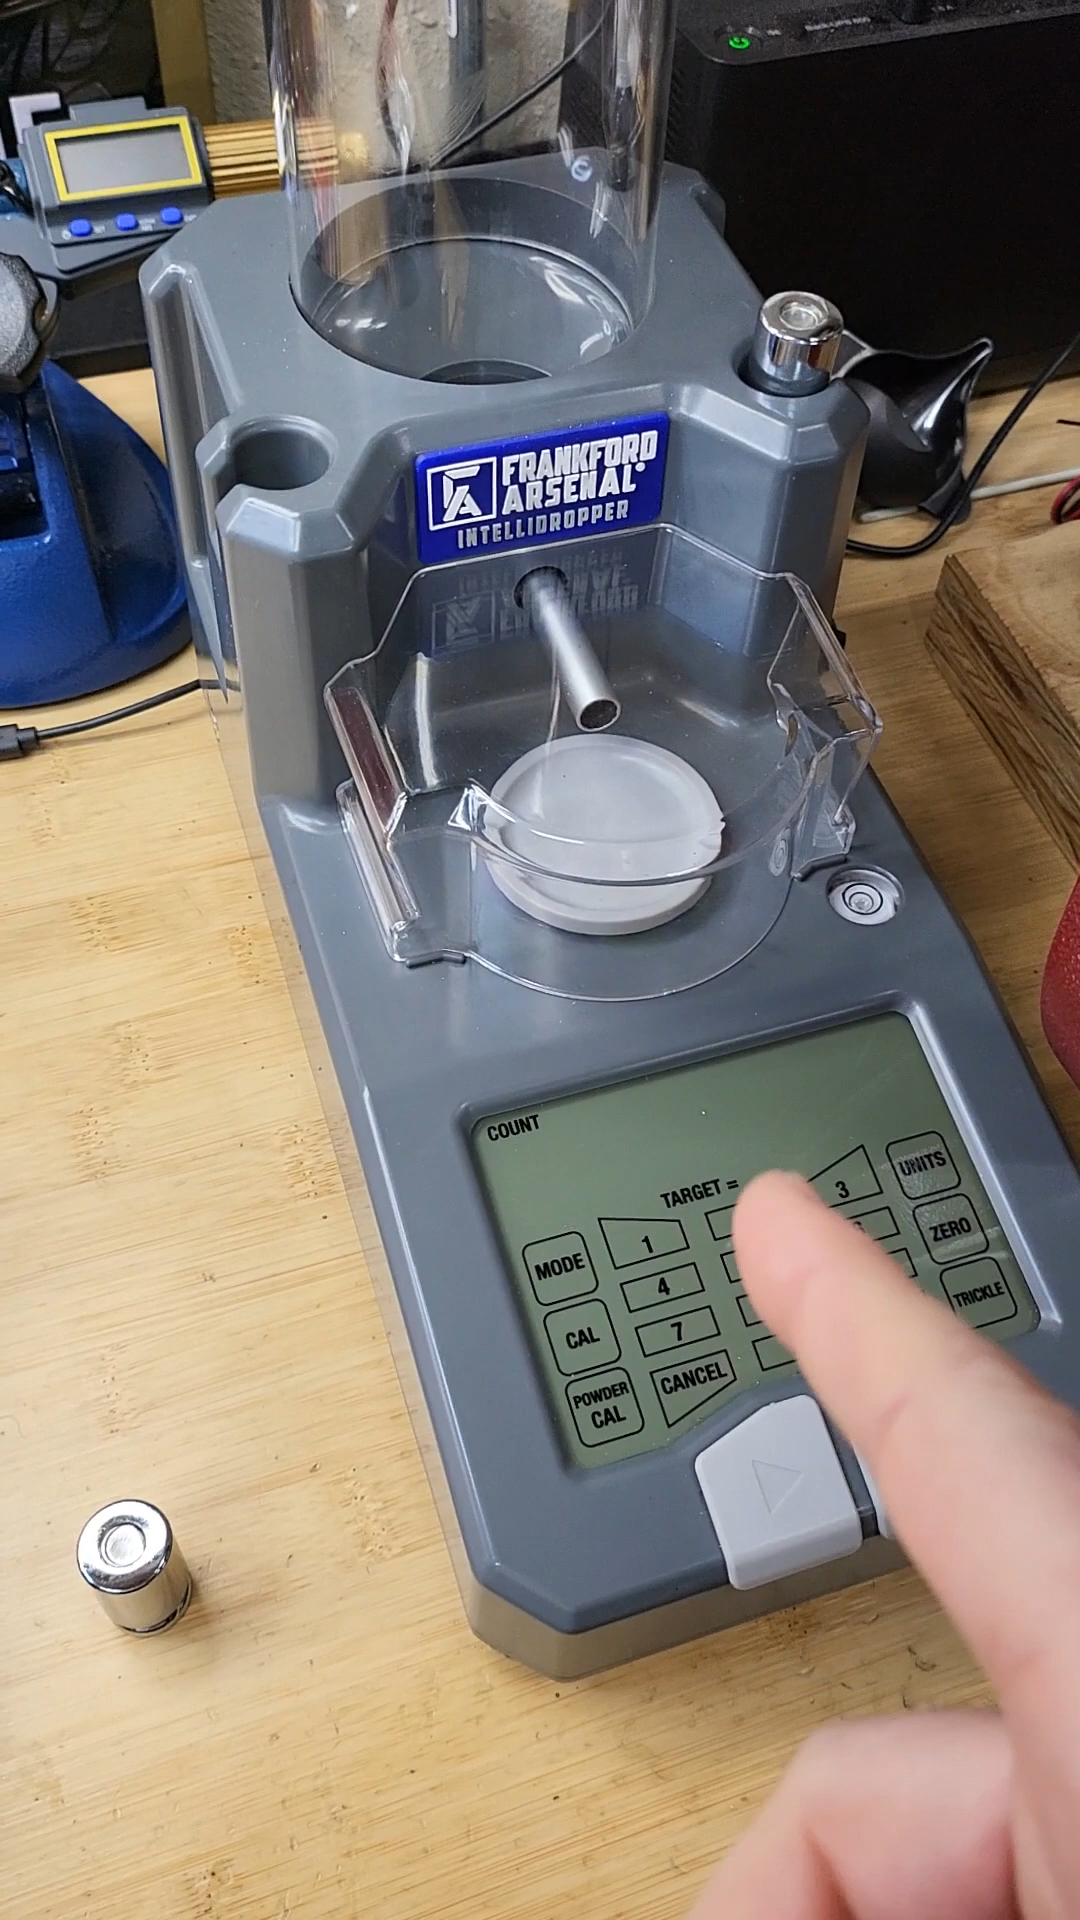 FRANKFORD
ARSENAL®
INTELLIDROPPER
COUNT
TARGET =
UNITS
3
1
MODE
ZERO
4
CAL
TRICKLE
7
POWDER
CAL
CANCEL